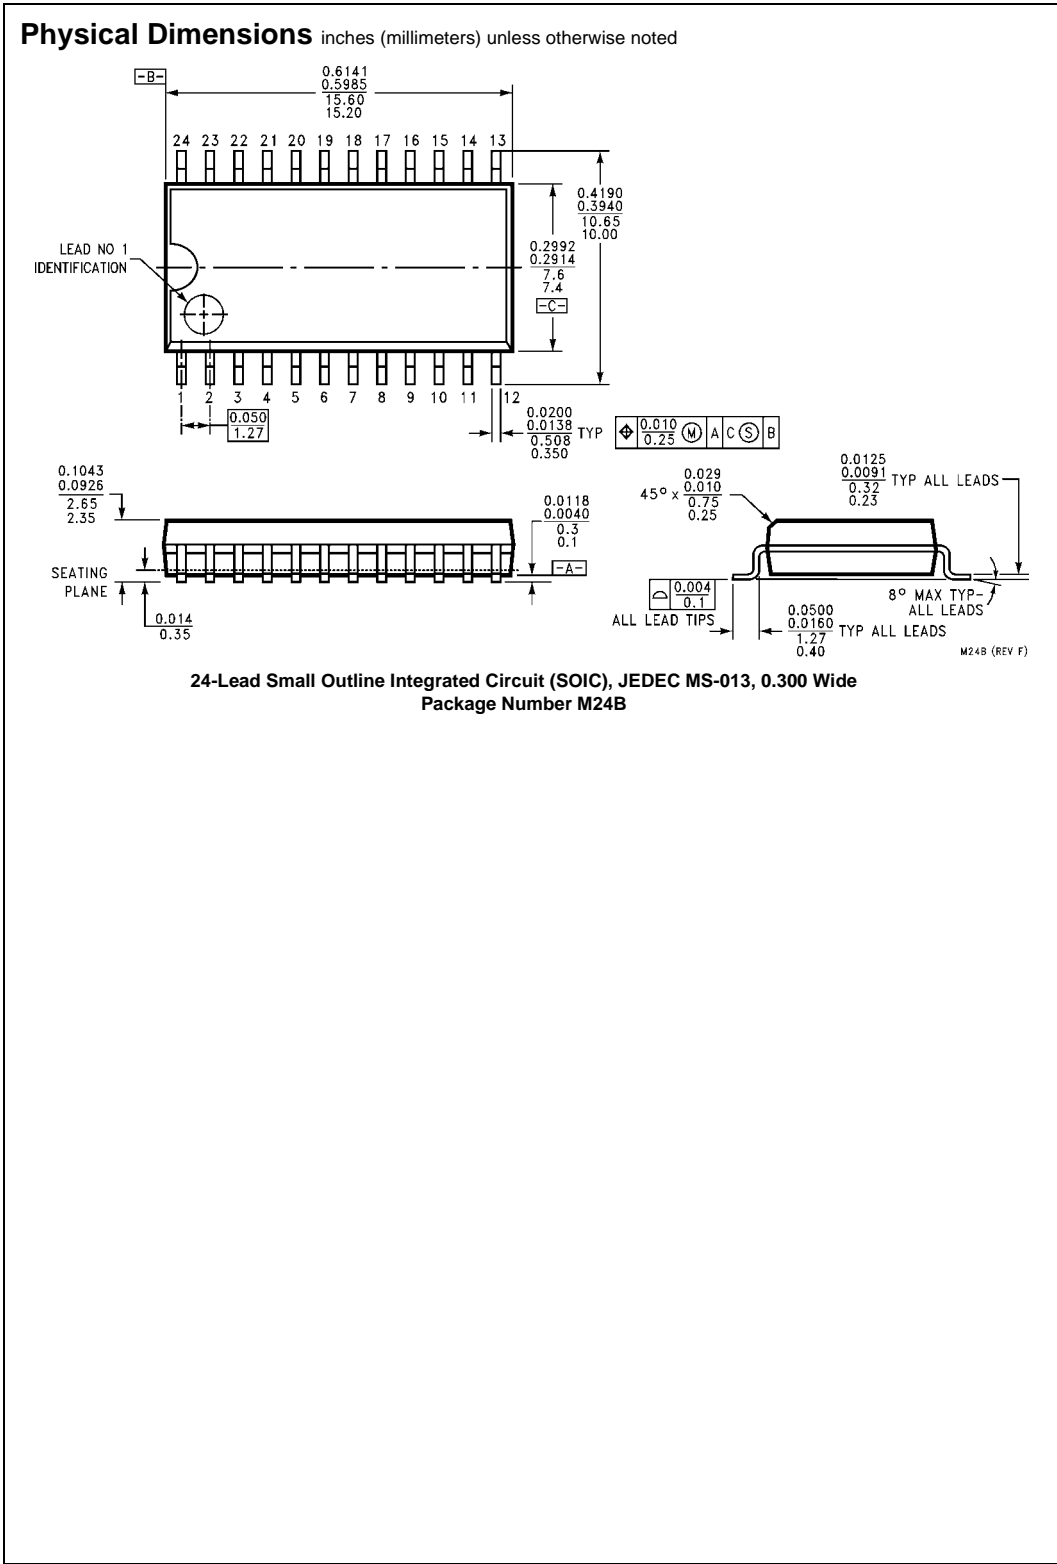 Physical Dimensions inches (millimeters) unless otherwise noted
-B-
0.6141
0.5985
15.60
15.20
24 23 22 21 20 19 18 17 16 15 14 13
0.4190
0.3940
10.65
10.00
LEAD NO 1
IDENTIFICATION
0.2992
0.2914
7.6
7.4
-C-
1 2 3 4 5 6 7 8 9 10 11 12
0.050
1.27
0.0200
0.0138
0.508
0.350
TYP
0.010
0.25
M A C S B
0.1043
0.0926
2.65
2.35
0.0118
0.0040
0.3
0.1
-A-
SEATING
PLANE
0.014
0.35
45° x
0.029
0.010
0.75
0.25
0.0125
0.0091
0.32
0.23
TYP ALL LEADS
0.004
0.1
ALL LEAD TIPS
0.0500
0.0160
1.27
0.40
TYP ALL LEADS
8° MAX TYP-
ALL LEADS
M24B (REV F)
24-Lead Small Outline Integrated Circuit (SOIC), JEDEC MS-013, 0.300 Wide
Package Number M24B